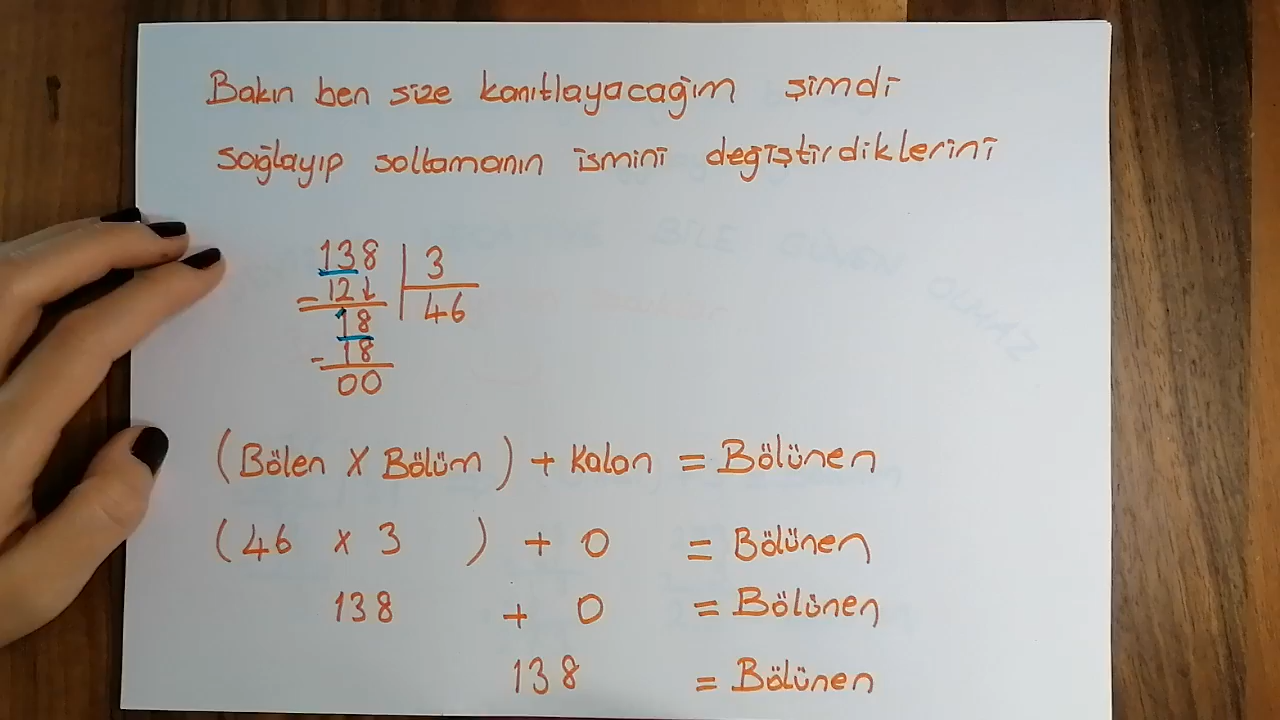 Bakın ben size kanıtlayacağım şimdi
sağlayıp sollamanın ismini değiştirdiklerini
138 | 3
- 12↓ | 46
18
- 18
00
(Bölen X Bölüm) + Kalan = Bölünen
(46 x 3) + 0 = Bölünen
138 + 0 = Bölünen
138 = Bölünen